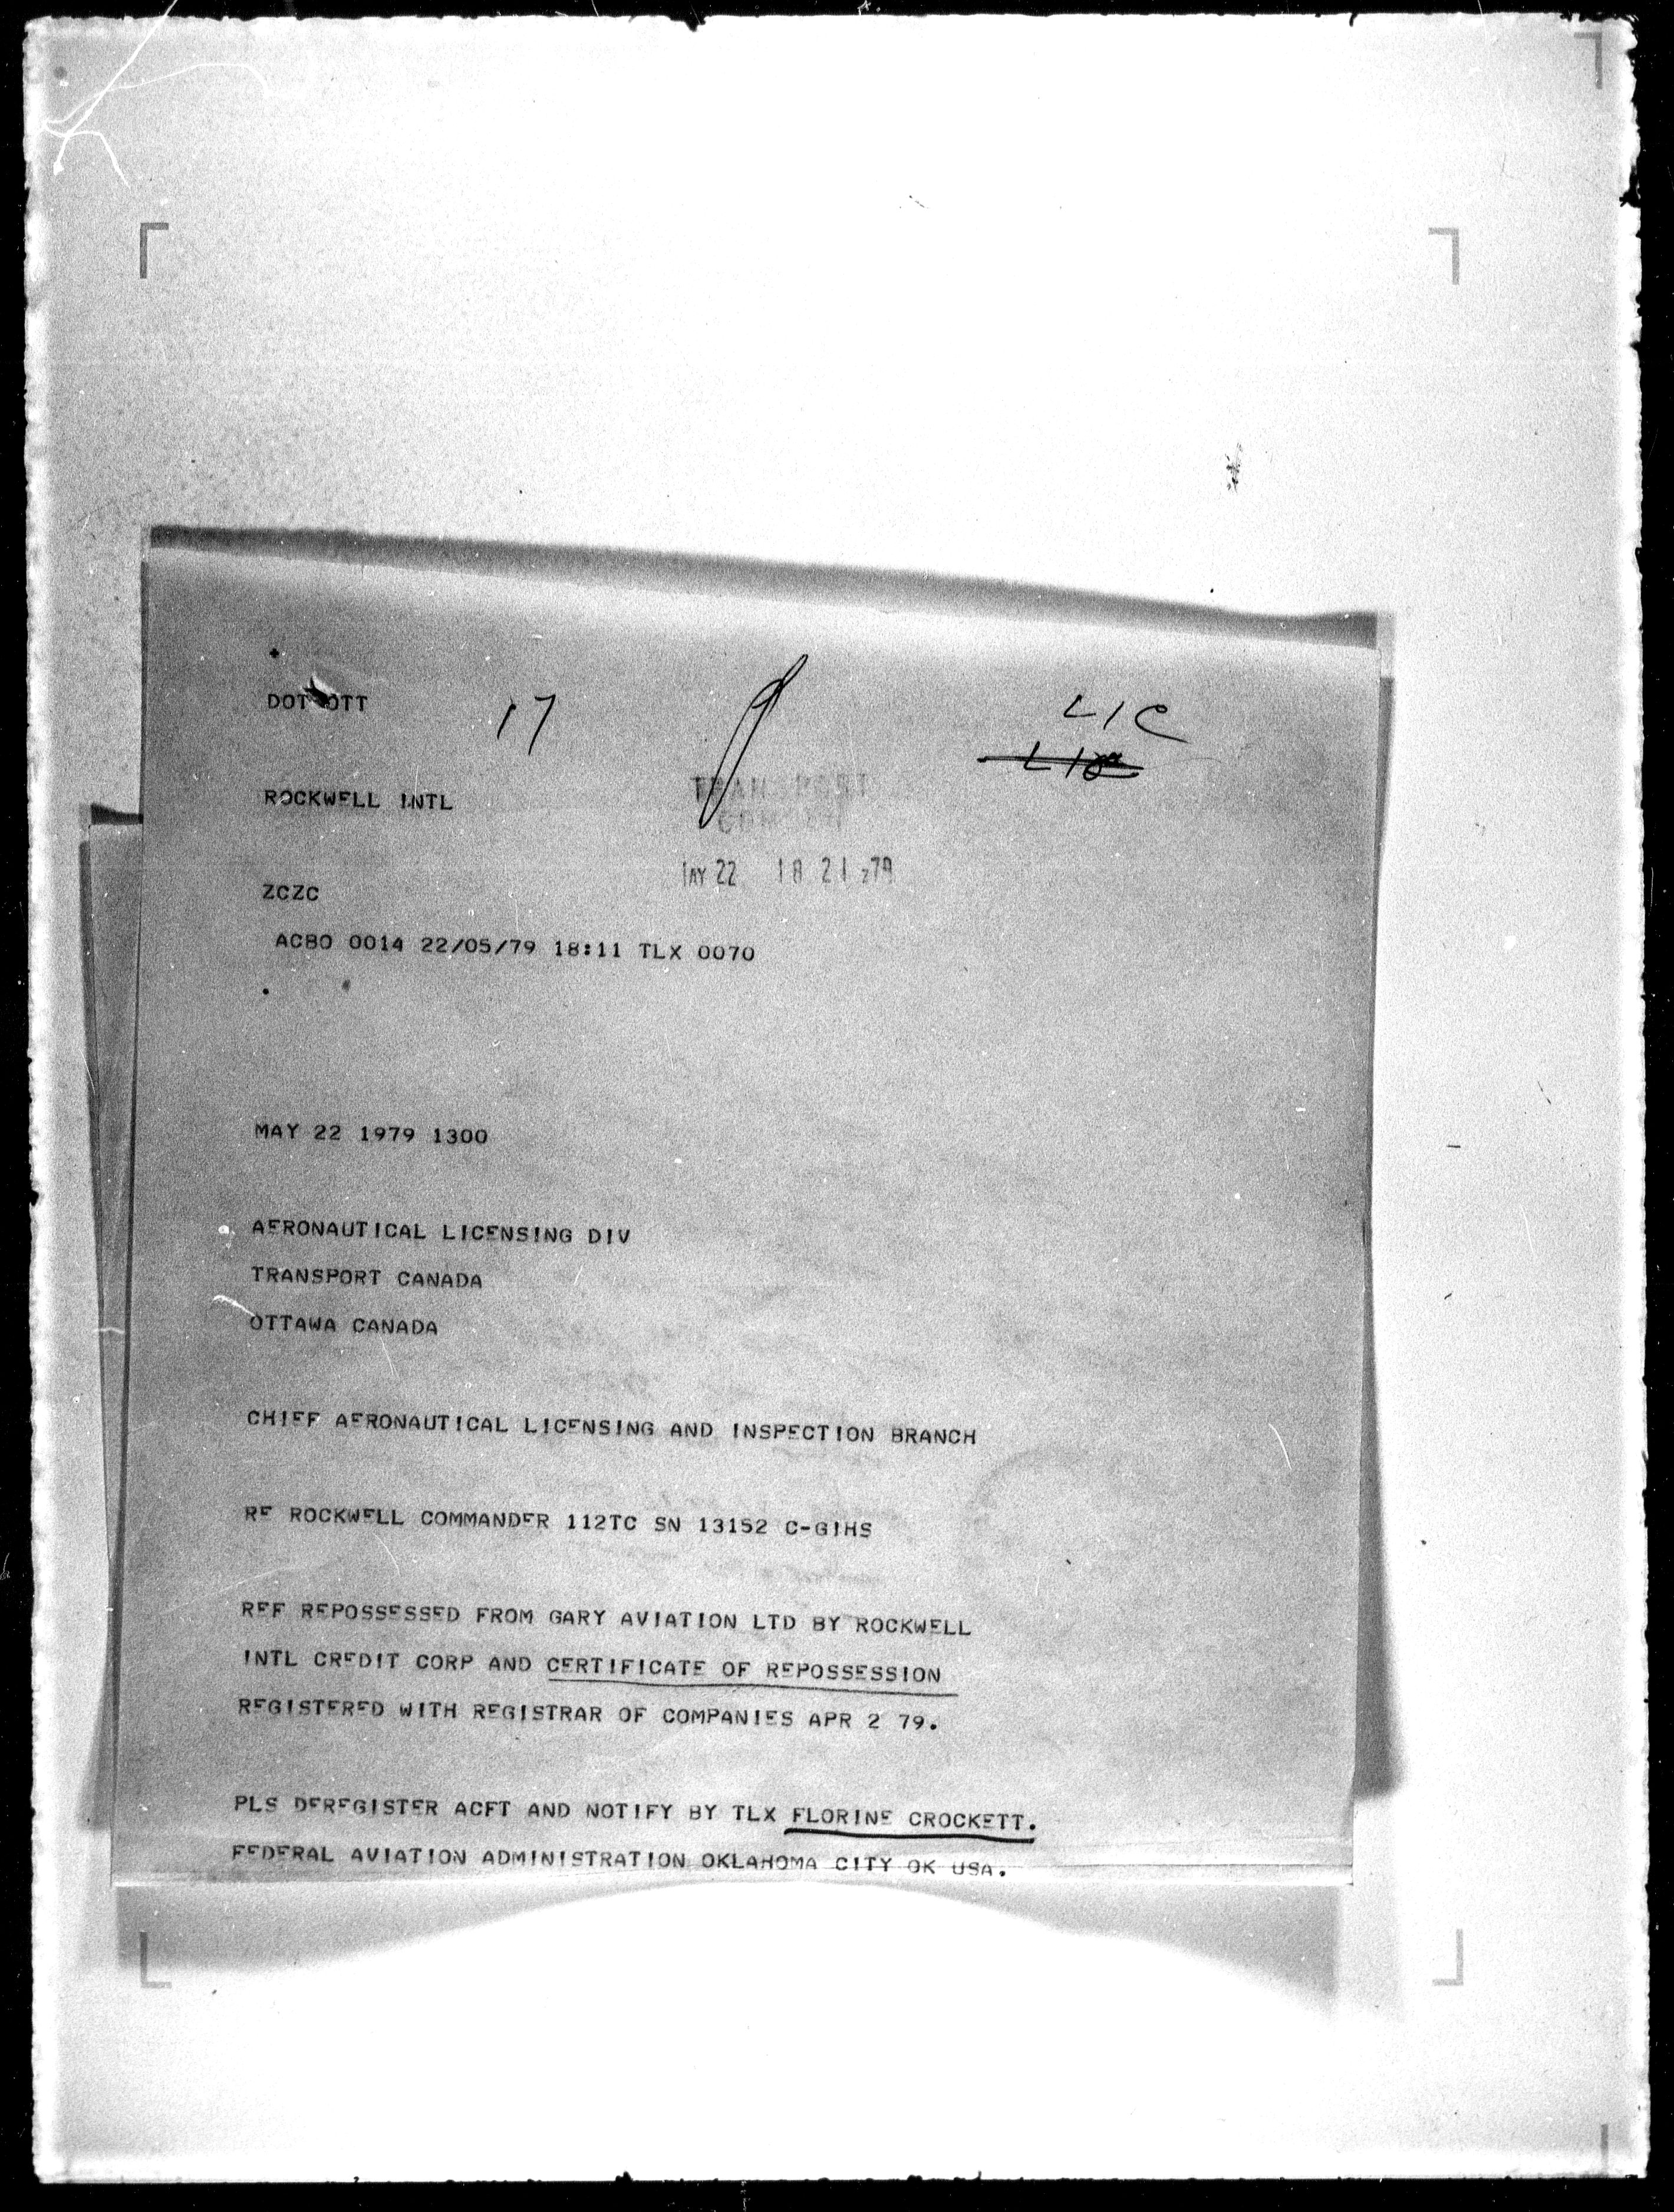 DOT OTT
17
LIC
ROCKWELL INTL
ZCZC
22 18 21 79
ACBO 0014 22/05/79 18:11 TLX 0070
MAY 22 1979 1300
AERONAUTICAL LICENSING DIV
TRANSPORT CANADA
OTTAWA CANADA
CHIEF AERONAUTICAL LICENSING AND INSPECTION BRANCH
RE ROCKWELL COMMANDER 112TC SN 13152 C-GIHS
REF REPOSSESSED FROM GARY AVIATION LTD BY ROCKWELL
INTL CREDIT CORP AND CERTIFICATE OF REPOSSESSION
REGISTERED WITH REGISTRAR OF COMPANIES APR 2 79.
PLS DEREGISTER ACFT AND NOTIFY BY TLX FLORINE CROCKETT.
FEDERAL AVIATION ADMINISTRATION OKLAHOMA CITY OK USA.